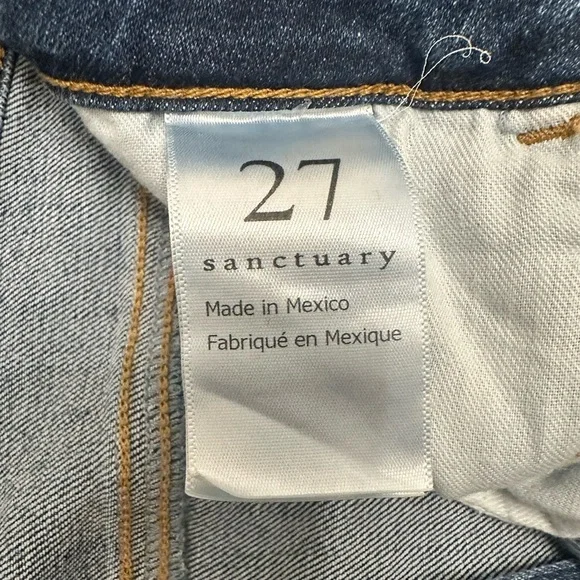 27
sanctuary
Made in Mexico
Fabriqué en Mexique